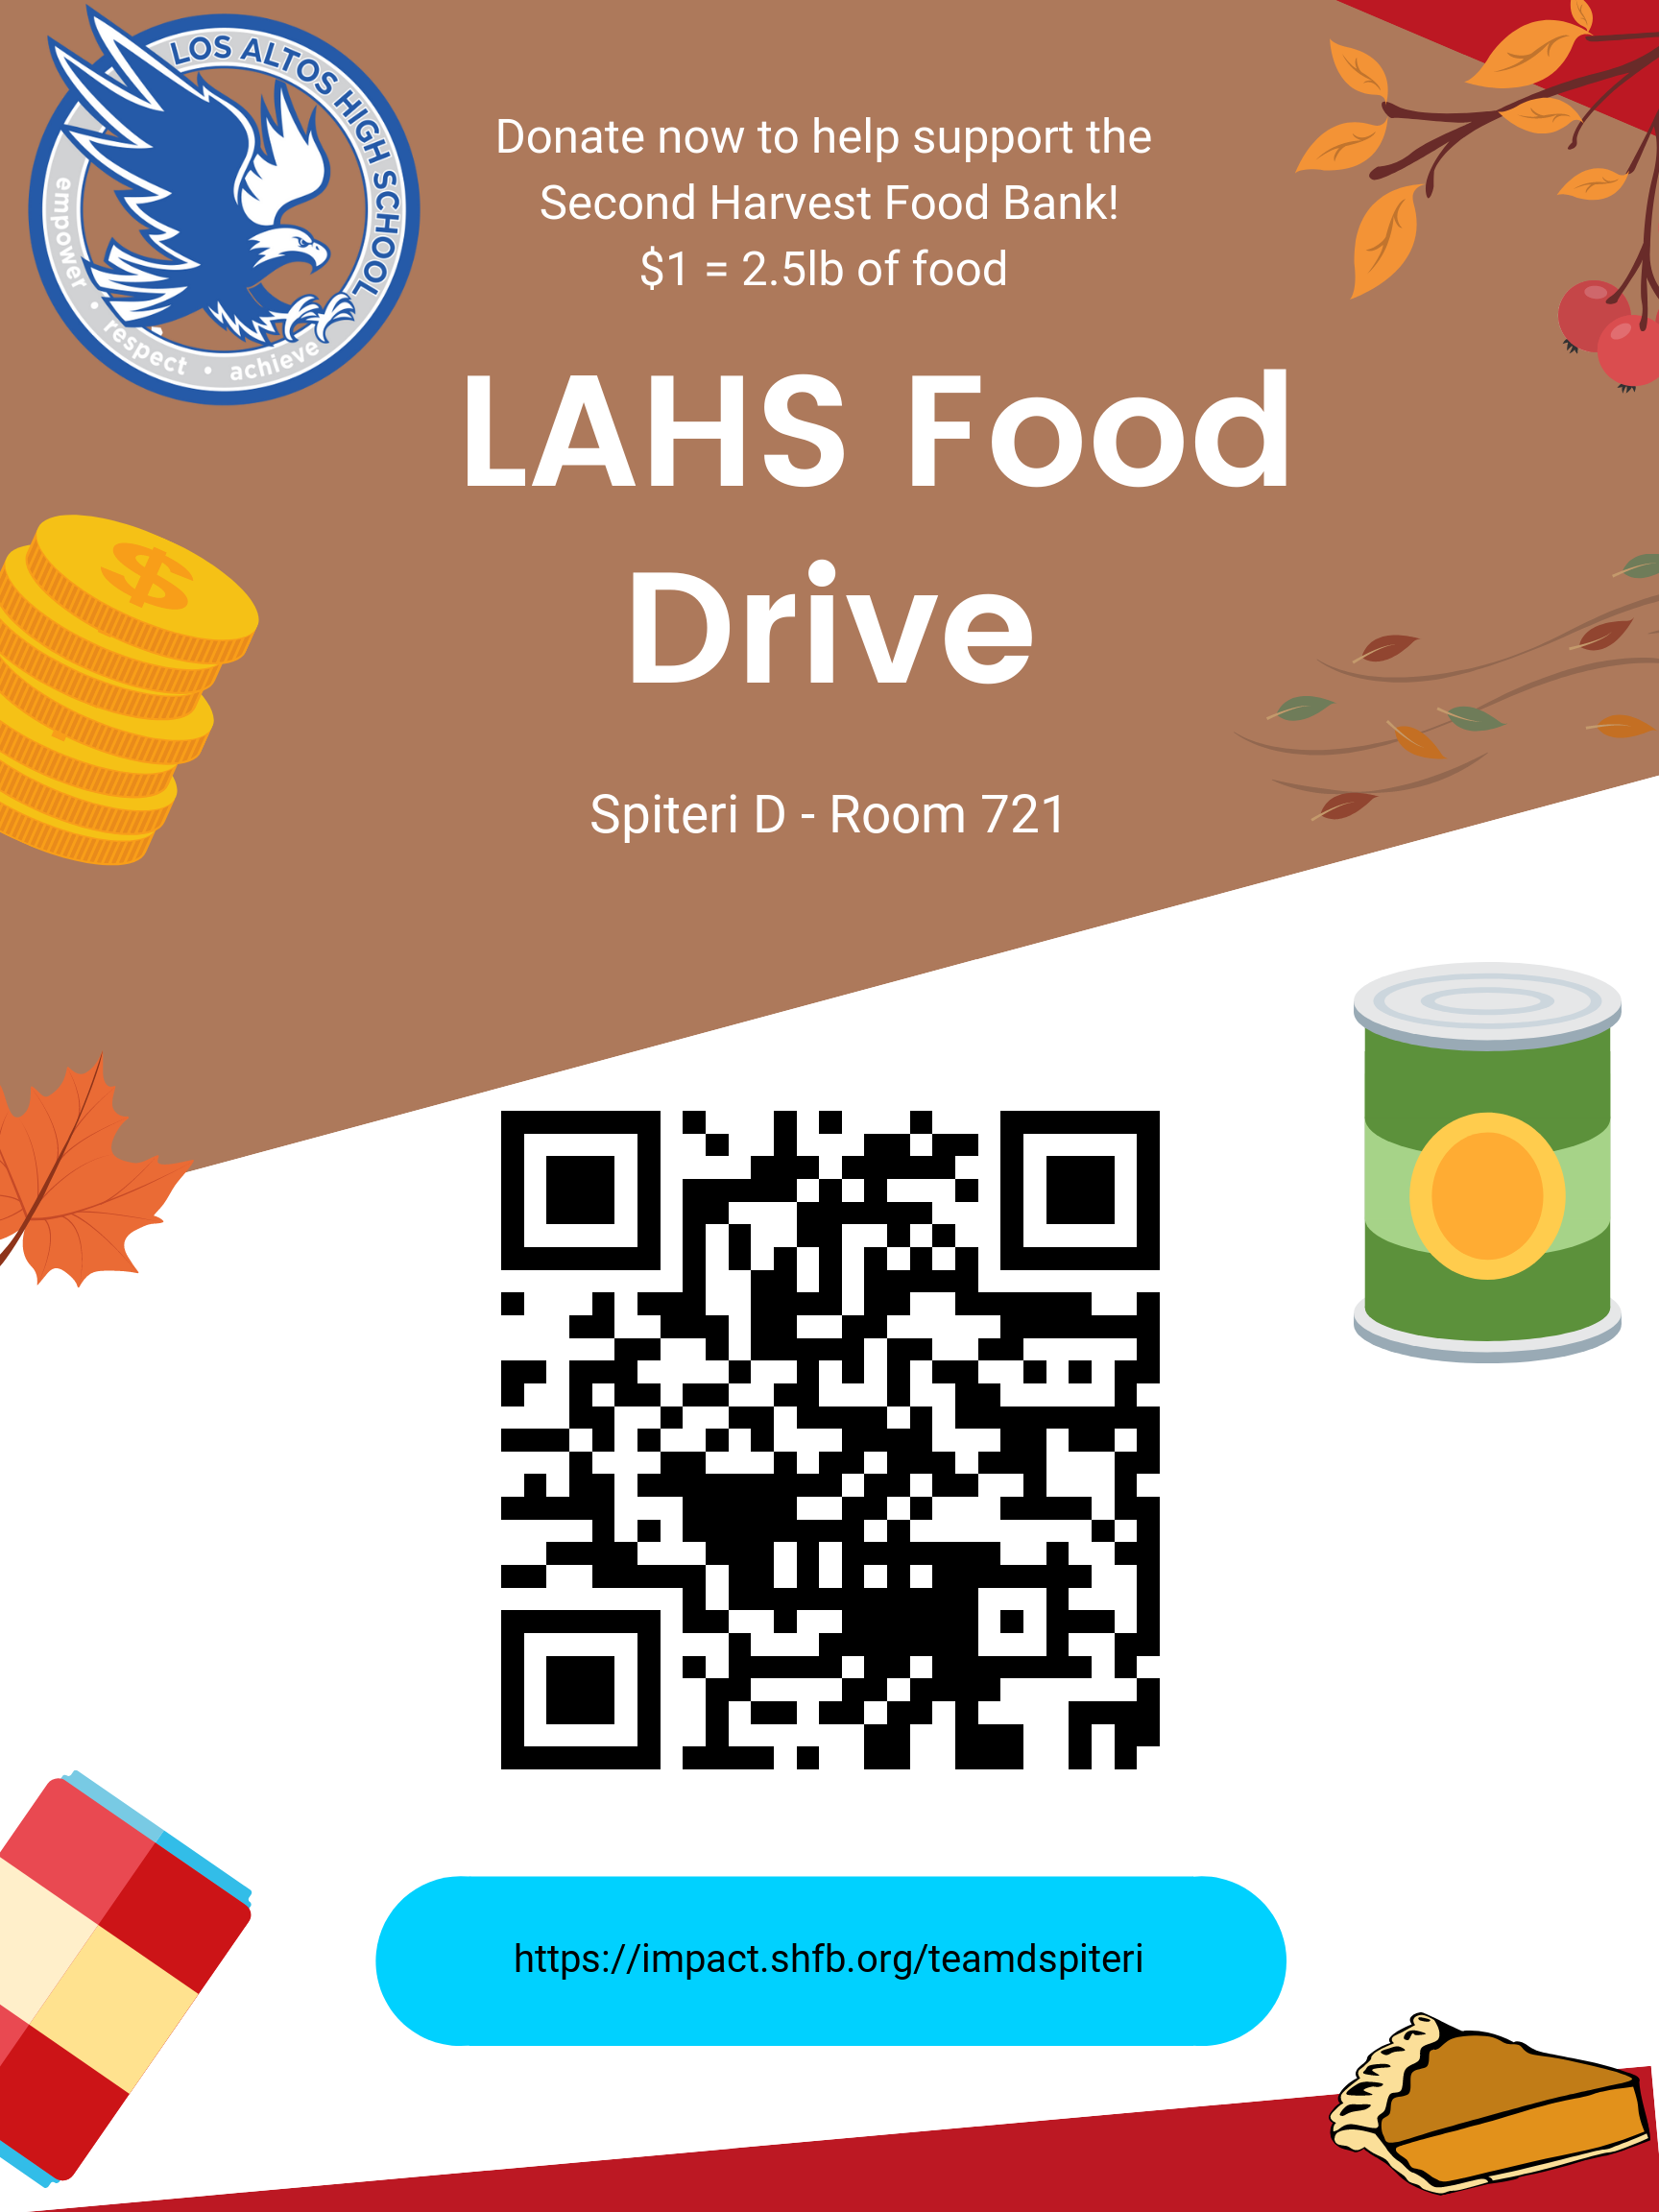 LOS ALTOS HIGH SCHOOL
empower • respect • achieve
Donate now to help support the
Second Harvest Food Bank!
$1 = 2.5lb of food
LAHS Food
Drive
Spiteri D - Room 721
$
https://impact.shfb.org/teamdspiteri